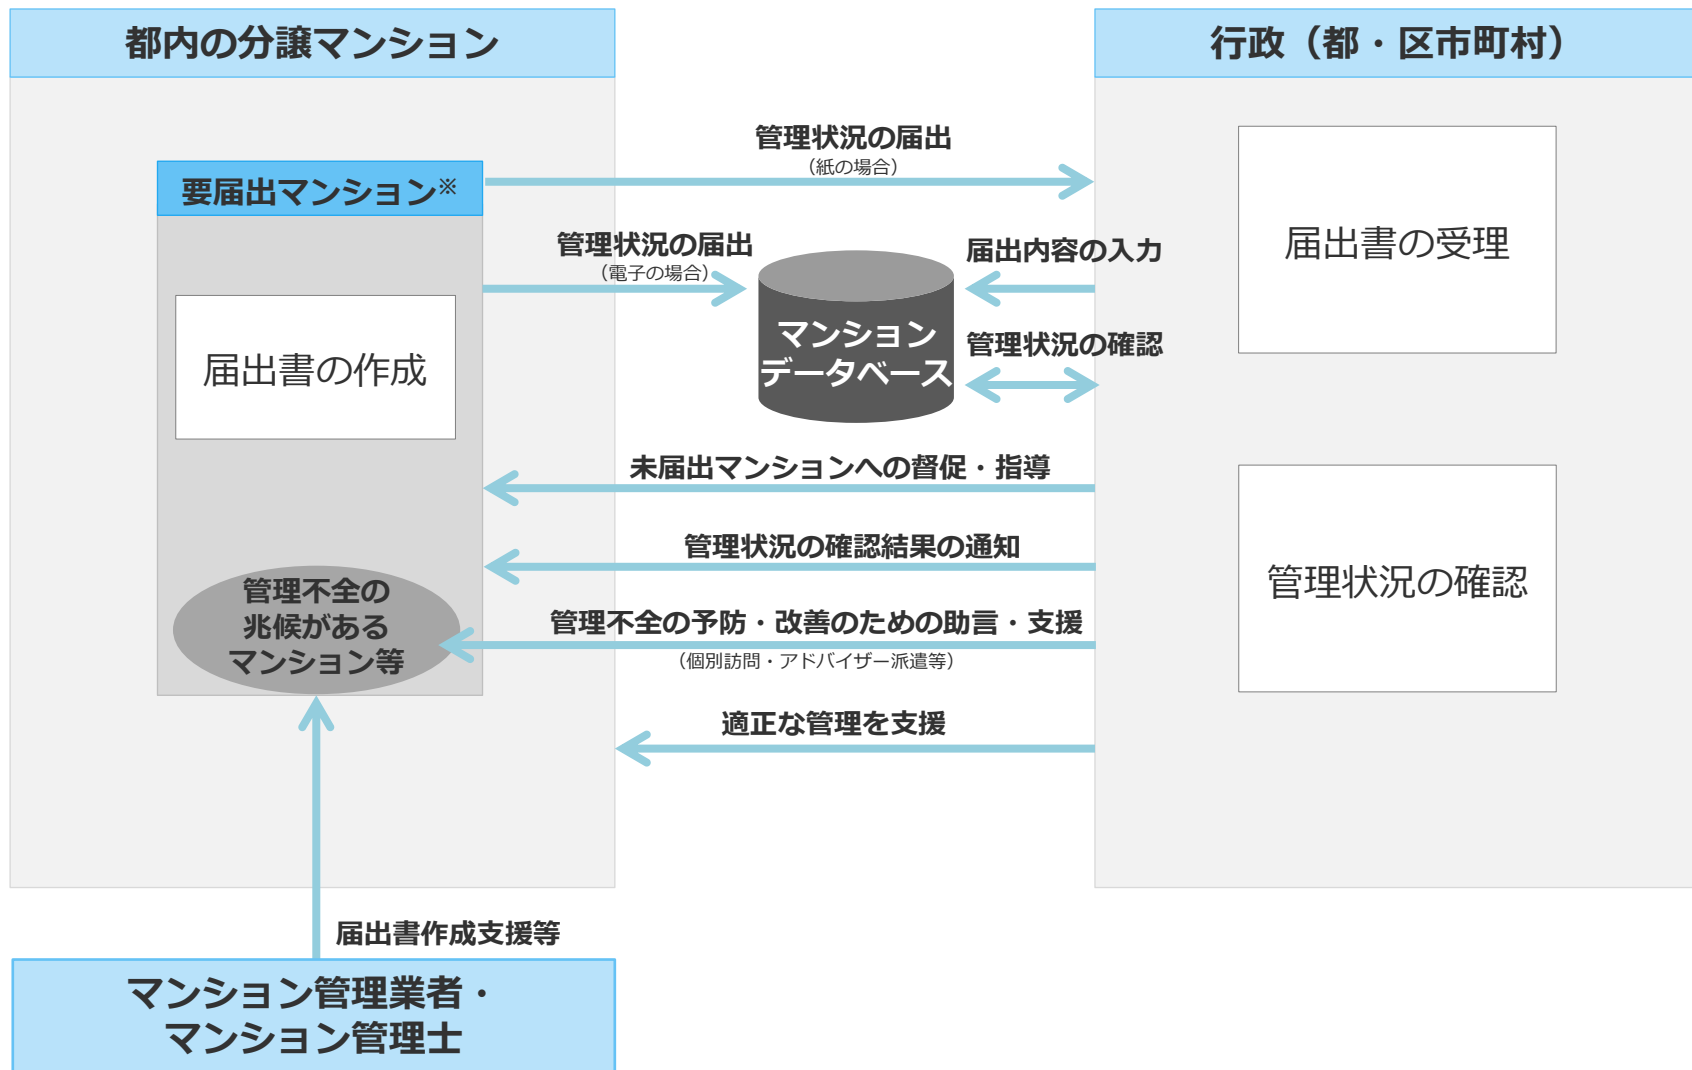 都内の分譲マンション
行政（都・区市町村）
管理状況の届出
（紙の場合）
要届出マンション※
管理状況の届出
（電子の場合）
届出内容の入力
届出書の受理
マンション
データベース
管理状況の確認
届出書の作成
未届出マンションへの督促・指導
管理状況の確認結果の通知
管理状況の確認
管理不全の
兆候がある
マンション等
管理不全の予防・改善のための助言・支援
（個別訪問・アドバイザー派遣等）
適正な管理を支援
届出書作成支援等
マンション管理業者・
マンション管理士